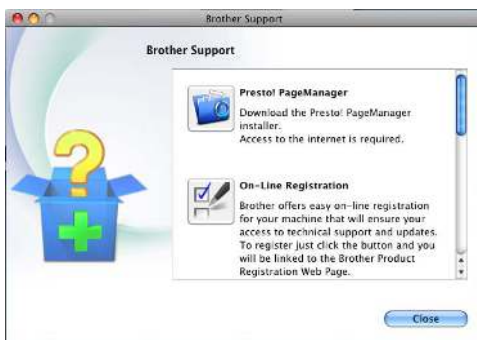 Brother Support
Brother Support
Presto! PageManager
Download the Presto! PageManager
installer.
Access to the internet is required.
On-Line Registration
Brother offers easy on-line registration
for your machine that will ensure your
access to technical support and updates.
To register just click the button and you
will be linked to the Brother Product
Registration Web Page.
Close